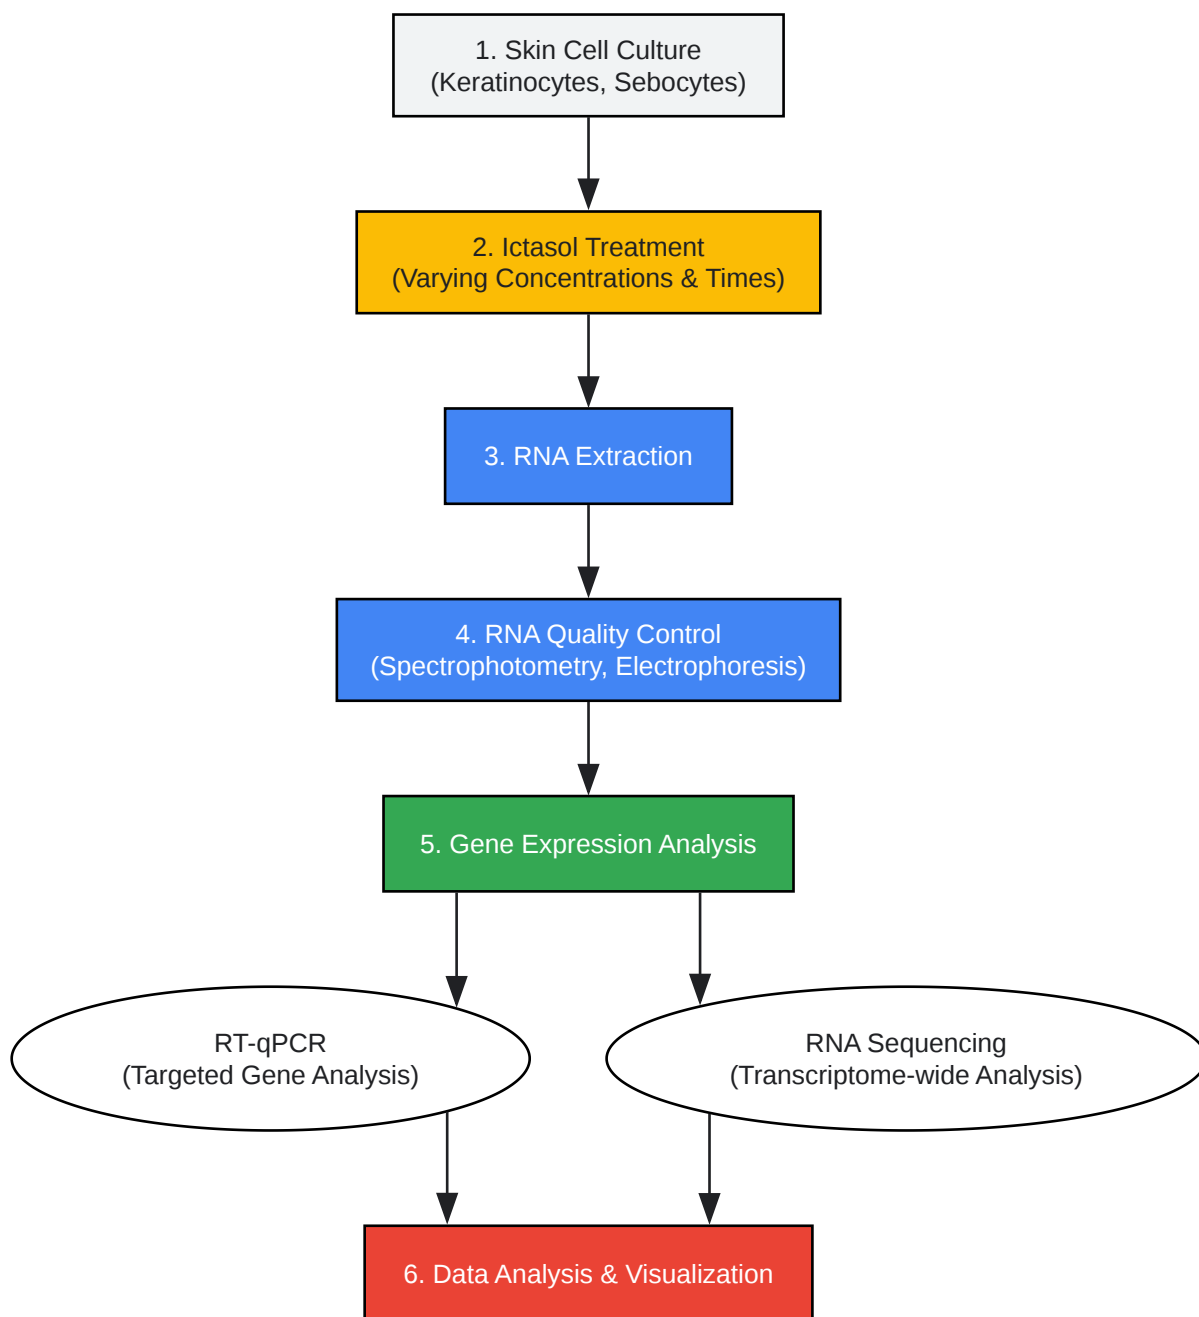 1. Skin Cell Culture
(Keratinocytes, Sebocytes)
2. Ictasol Treatment
(Varying Concentrations & Times)
3. RNA Extraction
4. RNA Quality Control
(Spectrophotometry, Electrophoresis)
5. Gene Expression Analysis
RT-qPCR
(Targeted Gene Analysis)
RNA Sequencing
(Transcriptome-wide Analysis)
6. Data Analysis & Visualization